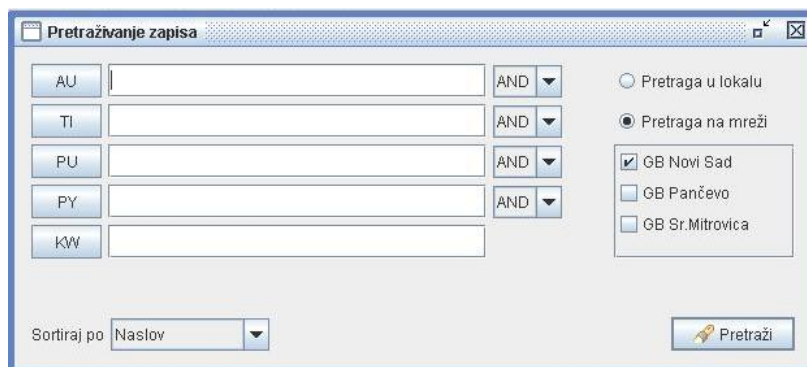 Pretraživanje zapisa
AU AND Pretraga u lokalu
TI AND Pretraga na mreži
PU AND GB Novi Sad
GB Pančevo
PY AND
GB Sr.Mitrovica
KW
Sortiraj po Naslov Pretraži